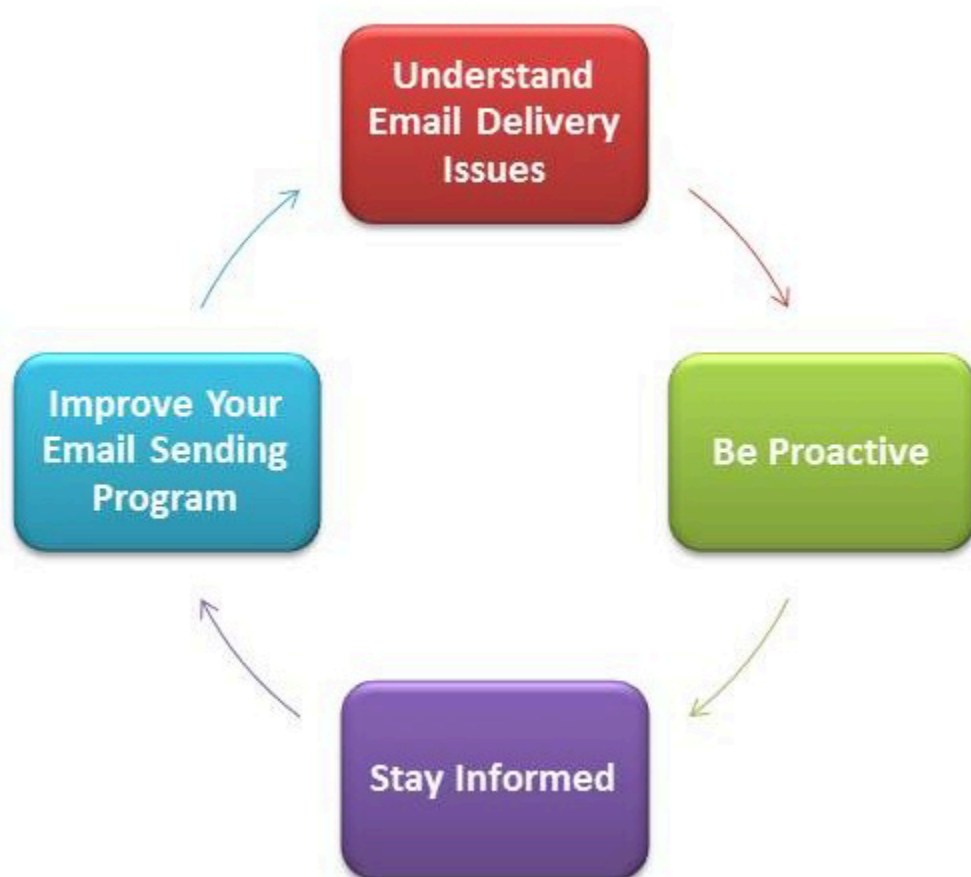 Understand
Email Delivery
Issues
Be Proactive
Improve Your
Email Sending
Program
Stay Informed